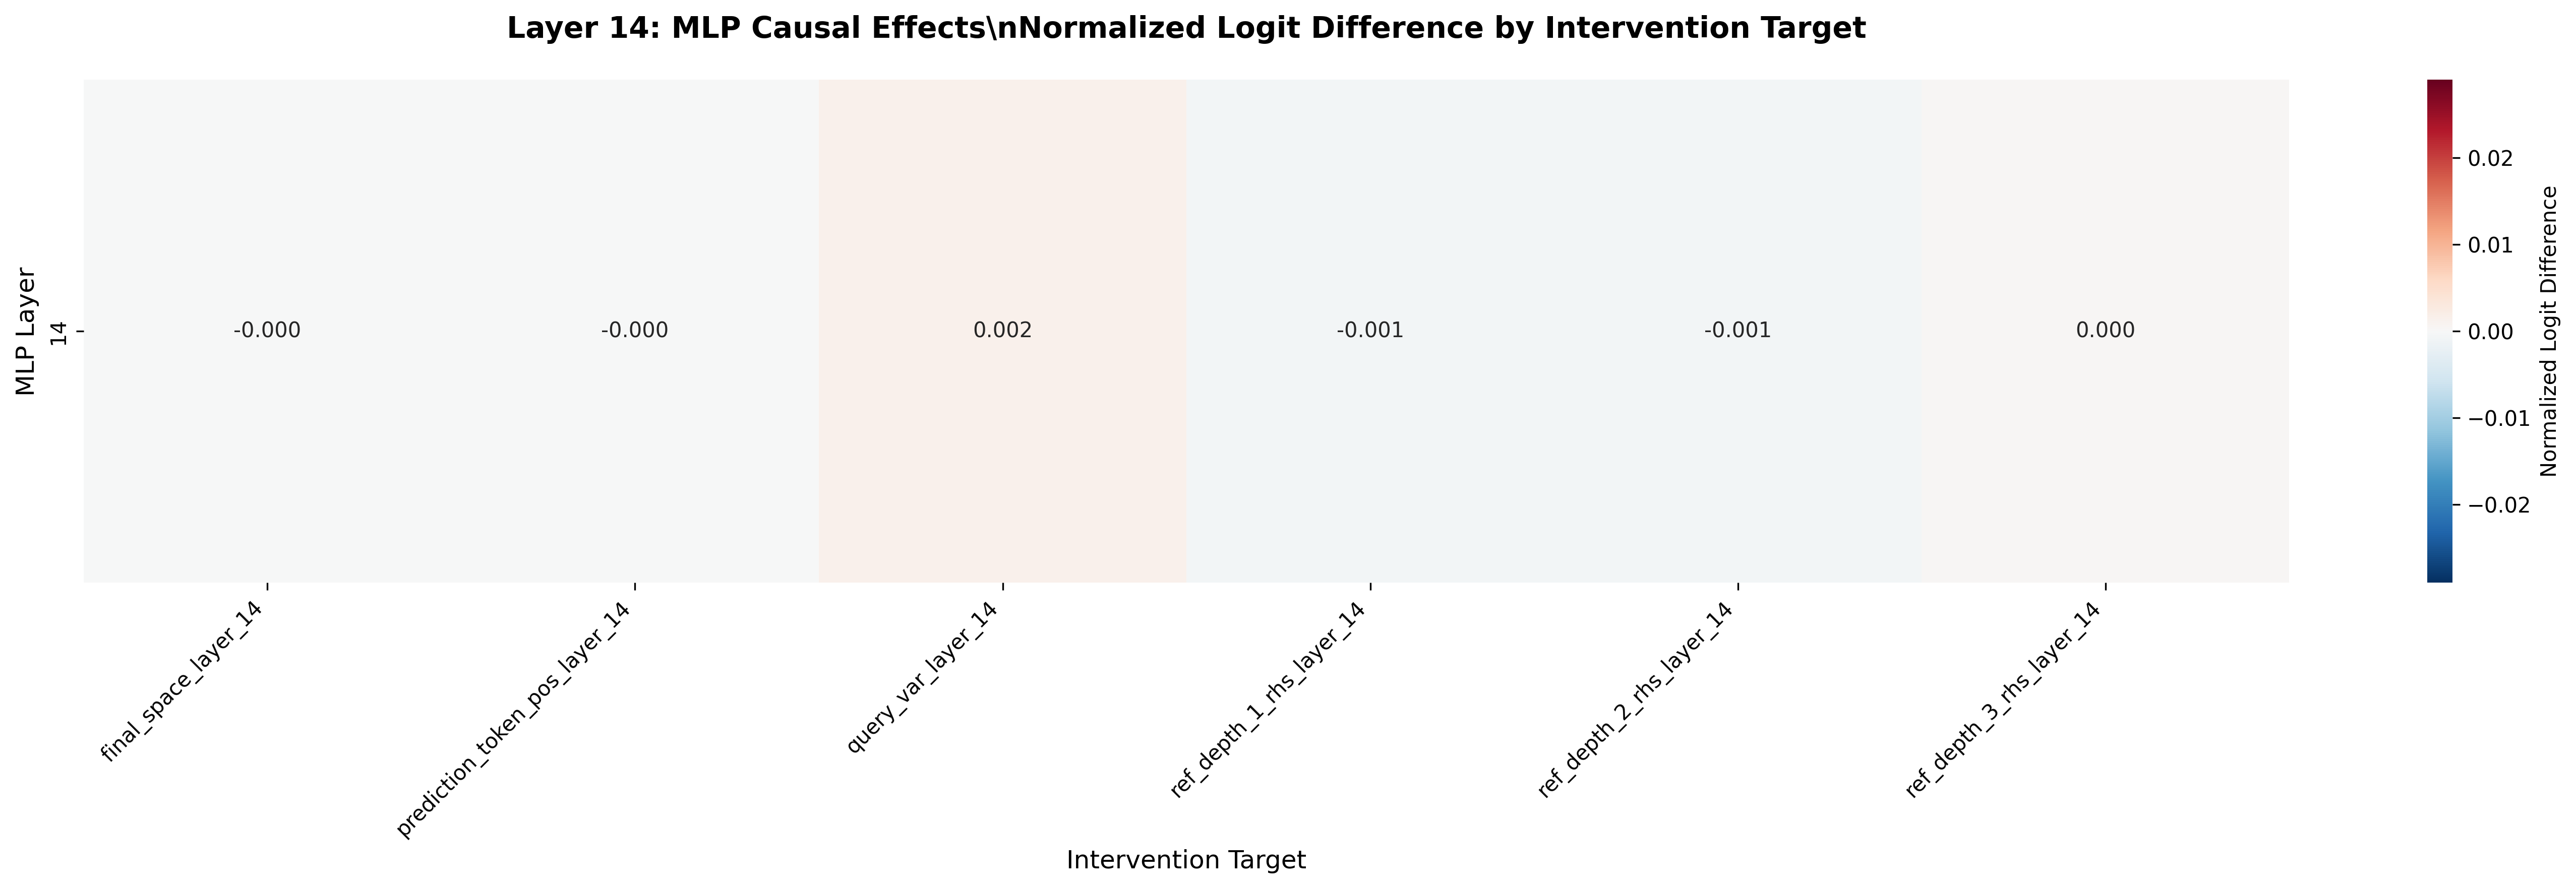 Layer 14: MLP Causal Effects\nNormalized Logit Difference by Intervention Target
MLP Layer
14
-0.000
-0.000
0.002
-0.001
-0.001
0.000
final_space_layer_14
prediction_token_pos_layer_14
query_var_layer_14
ref_depth_1_rhs_layer_14
ref_depth_2_rhs_layer_14
ref_depth_3_rhs_layer_14
Intervention Target
0.02
0.01
0.00
−0.01
−0.02
Normalized Logit Difference